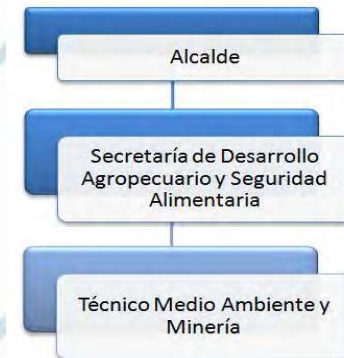 Alcalde
Secretaría de Desarrollo
Agropecuario y Seguridad
Alimentaria
Técnico Medio Ambiente y
Minería